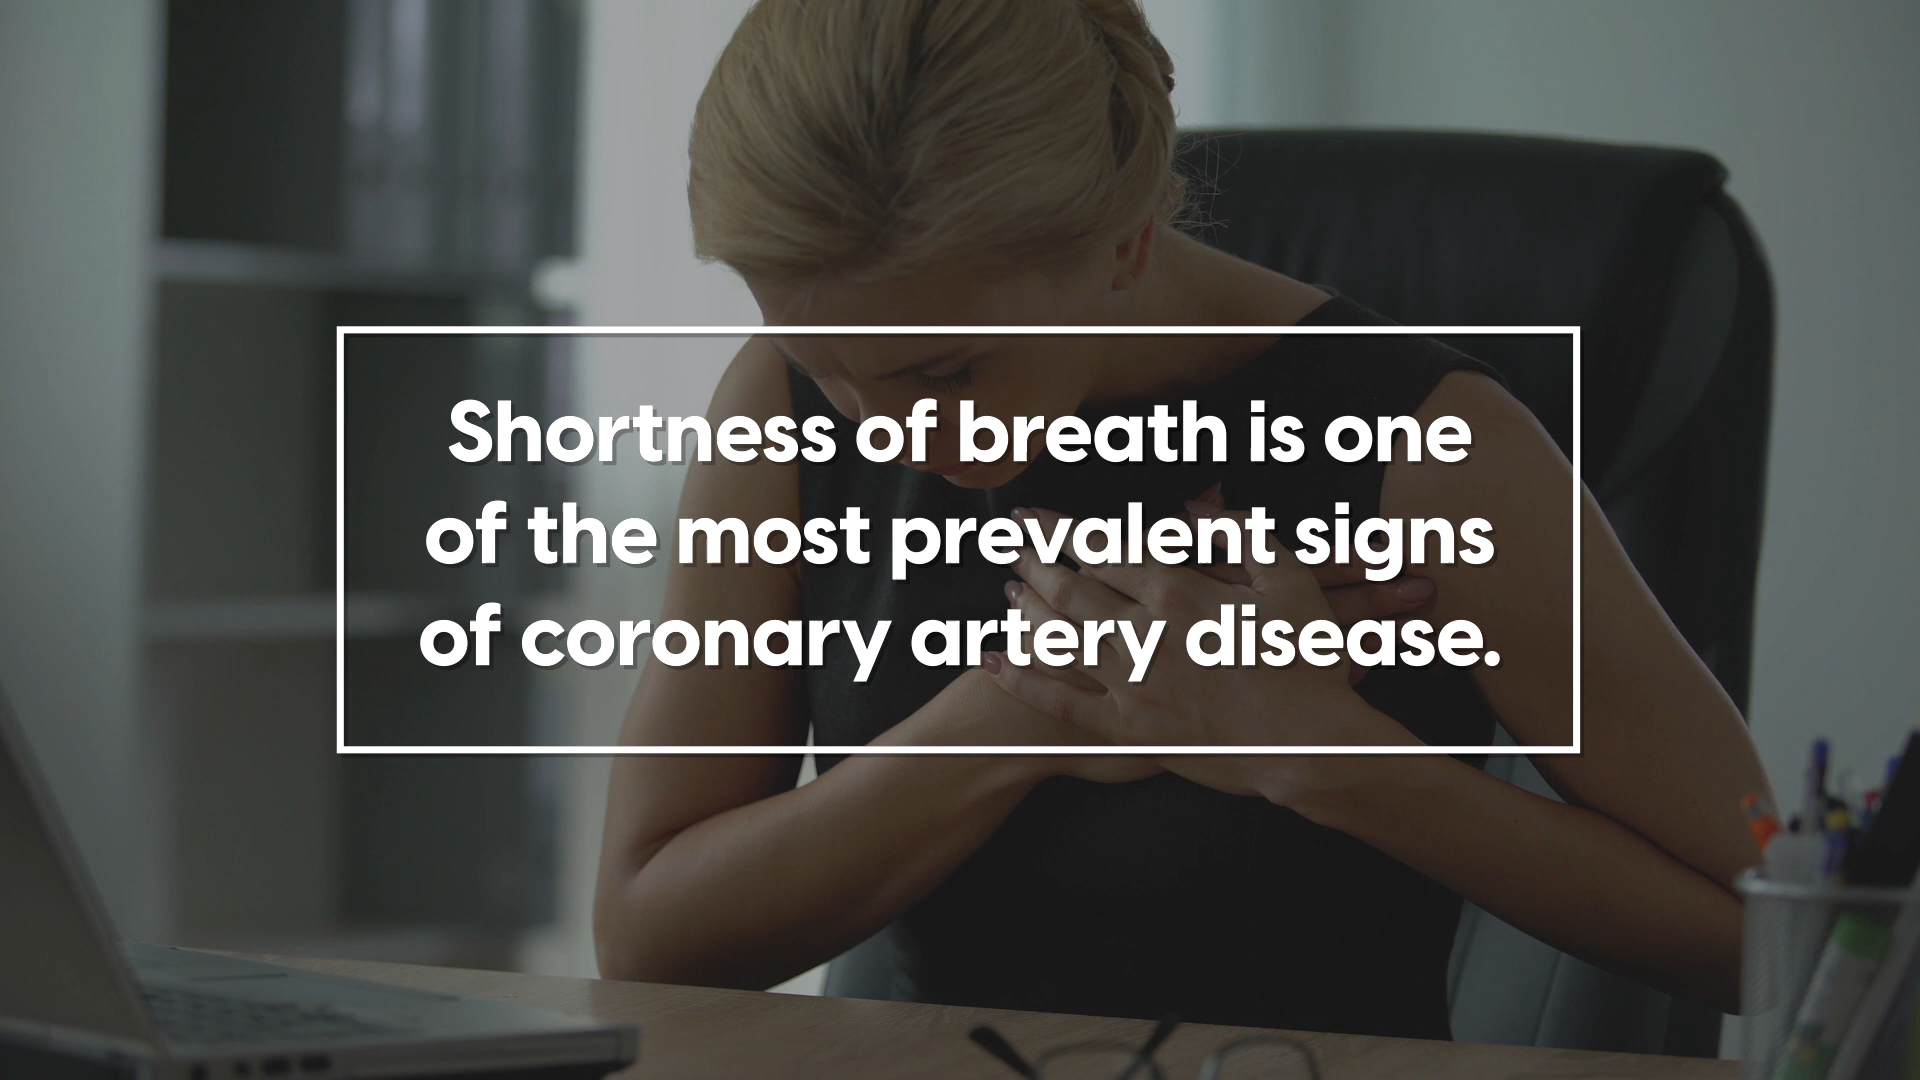 Shortness of breath is one
of the most prevalent signs
of coronary artery disease.